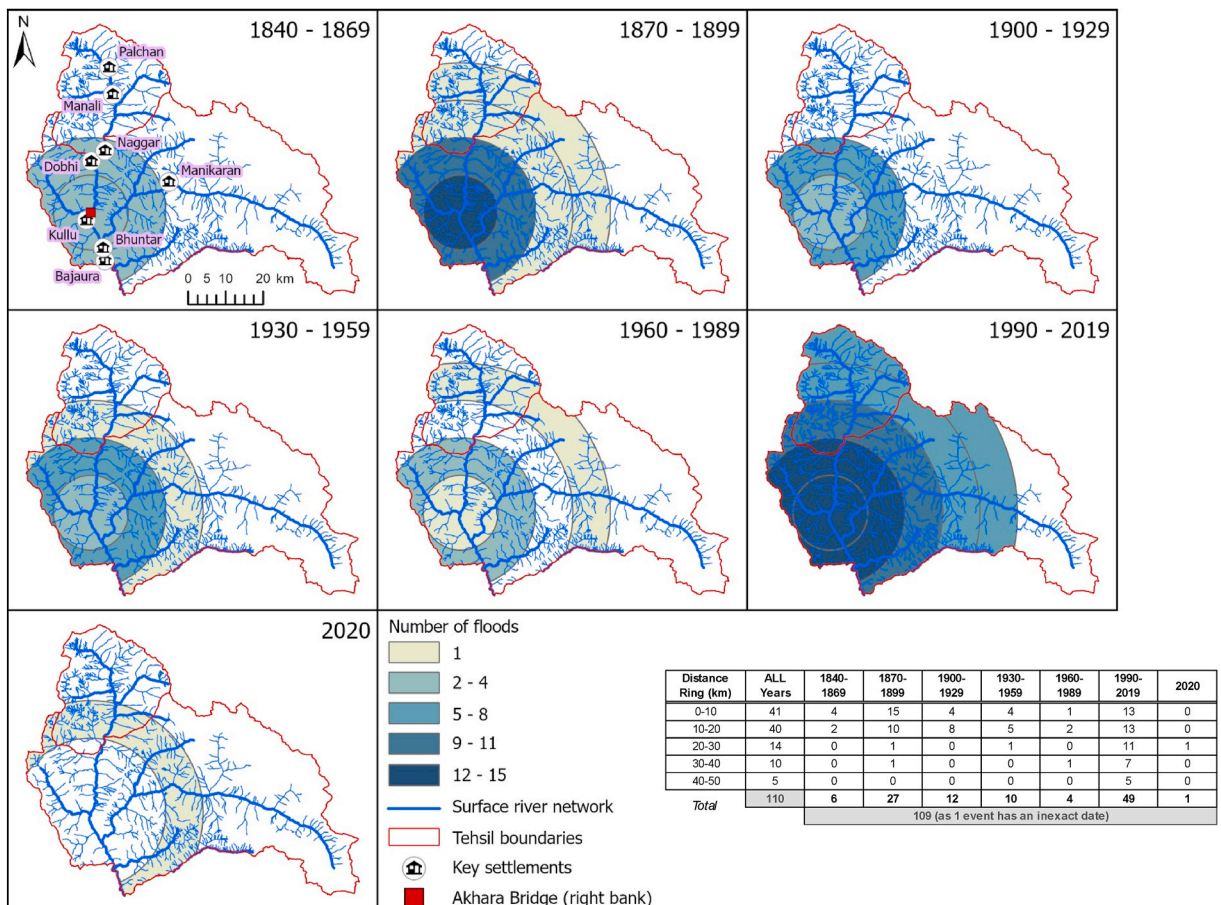 N
1840 - 1869
Palchan
Manali
Naggar
Dobhi
Manikaran
Kullu
Bhuntar
Bajaura
0 5 10 20 km
1870 - 1899
1900 - 1929
1930 - 1959
1960 - 1989
1990 - 2019
2020
Number of floods
1
2 - 4
5 - 8
9 - 11
12 - 15
Surface river network
Tehsil boundaries
Key settlements
Akhara Bridge (right bank)
Distance Ring (km) ALL Years 1840-1869 1870-1899 1900-1929 1930-1959 1960-1989 1990-2019 2020
0-10 41 4 15 4 4 1 13 0
10-20 40 2 10 8 5 2 13 0
20-30 14 0 1 0 1 0 11 1
30-40 10 0 1 0 0 1 7 0
40-50 5 0 0 0 0 0 5 0
Total 110 6 27 12 10 4 49 1
109 (as 1 event has an inexact date)